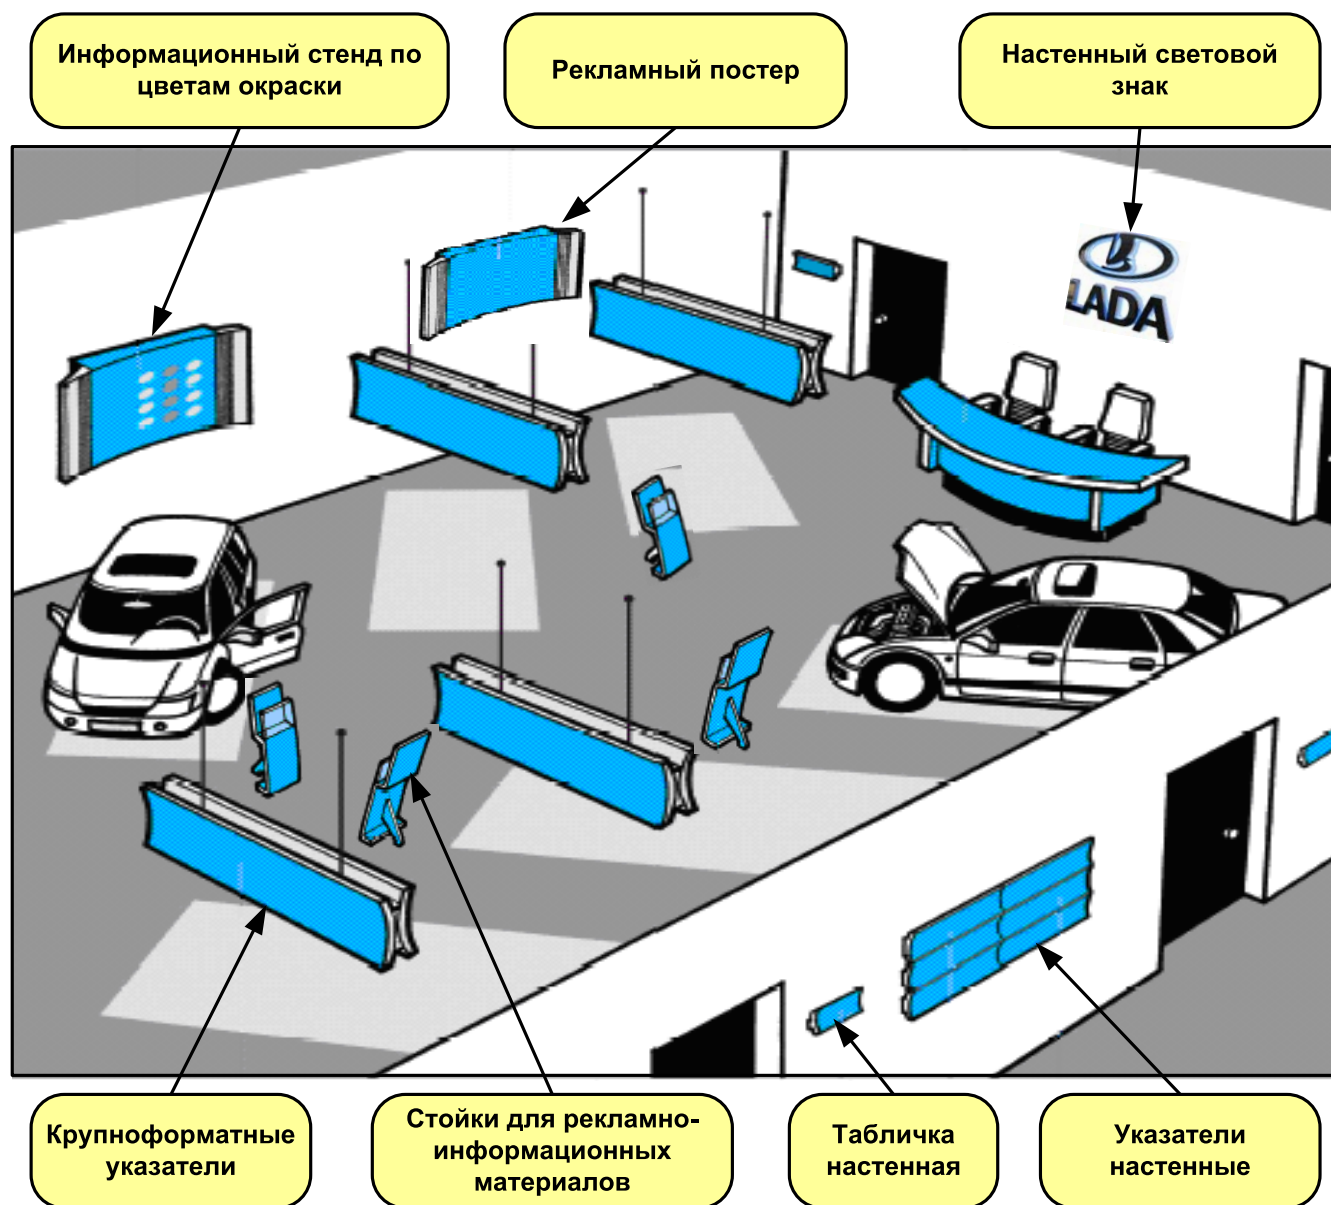 Информационный стенд по
цветам окраски
Рекламный постер
Настенный световой
знак
LADA
Крупноформатные
указатели
Стойки для рекламно-
информационных
материалов
Табличка
настенная
Указатели
настенные